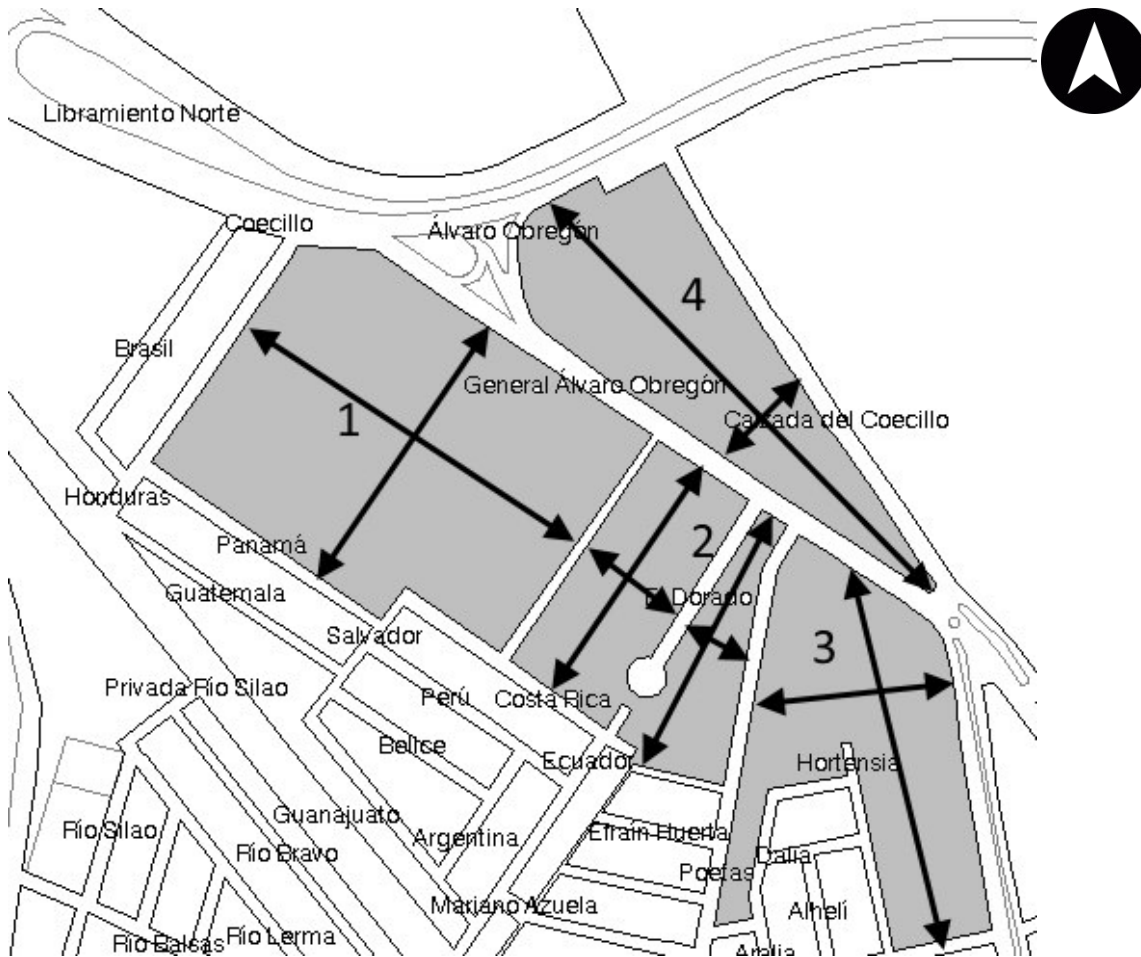 Libramiento Norte
Coecillo
Álvaro Obregón
4
Brasil
General Álvaro Obregón
1
Calzada del Coecillo
Honduras
Panamá
2
Guatemala
El Dorado
Salvador
3
Privada Río Silao
Perú
Costa Rica
Belice
Ecuador
Hortensia
Guanajuato
Río Silao
Argentina
Efraín Huerta
Río Bravo
Dalia
Poetas
Mariano Azuela
Alhelí
Río Lerma
Río Balsas
Aralia